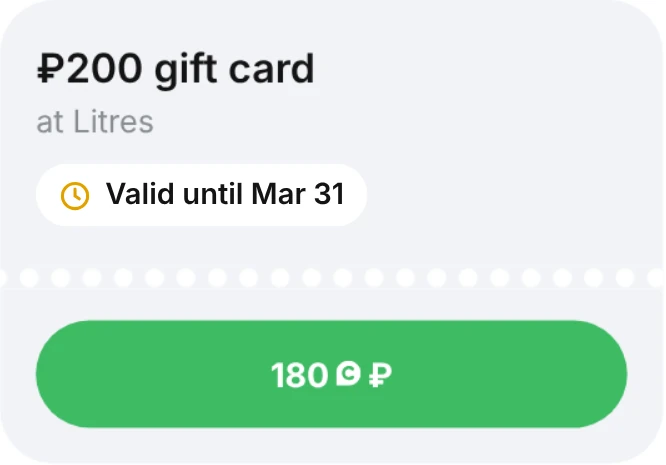 ₽200 gift card
at Litres
Valid until Mar 31
180 ₽